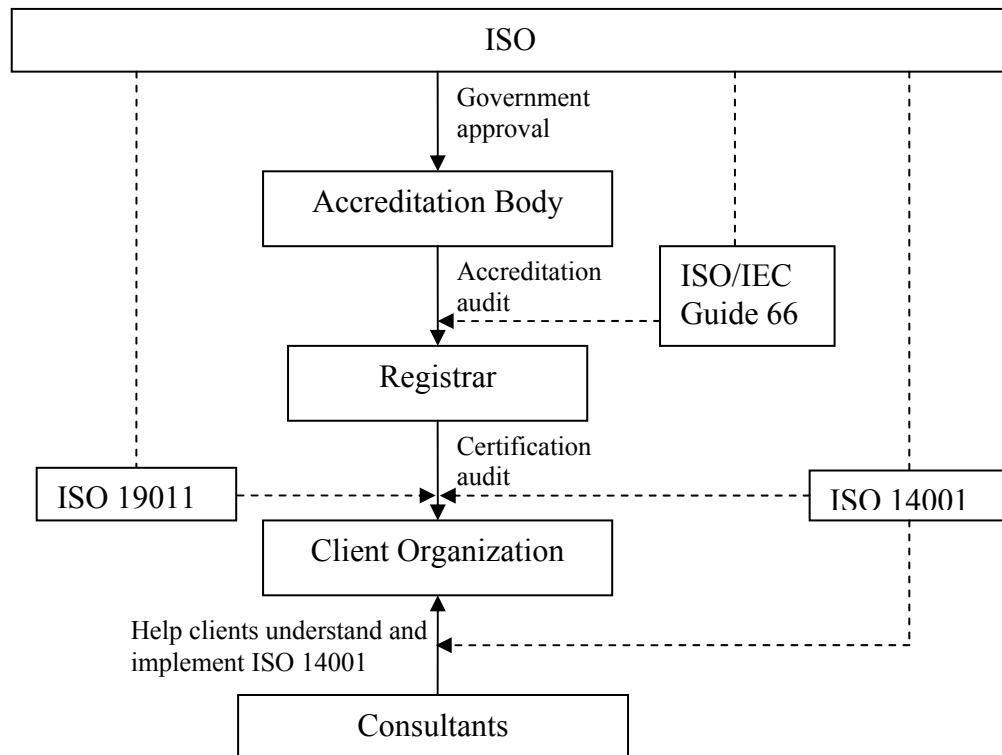 ISO
Government
approval
Accreditation Body
Accreditation
audit
ISO/IEC
Guide 66
Registrar
Certification
audit
ISO 19011
ISO 14001
Client Organization
Help clients understand and
implement ISO 14001
Consultants